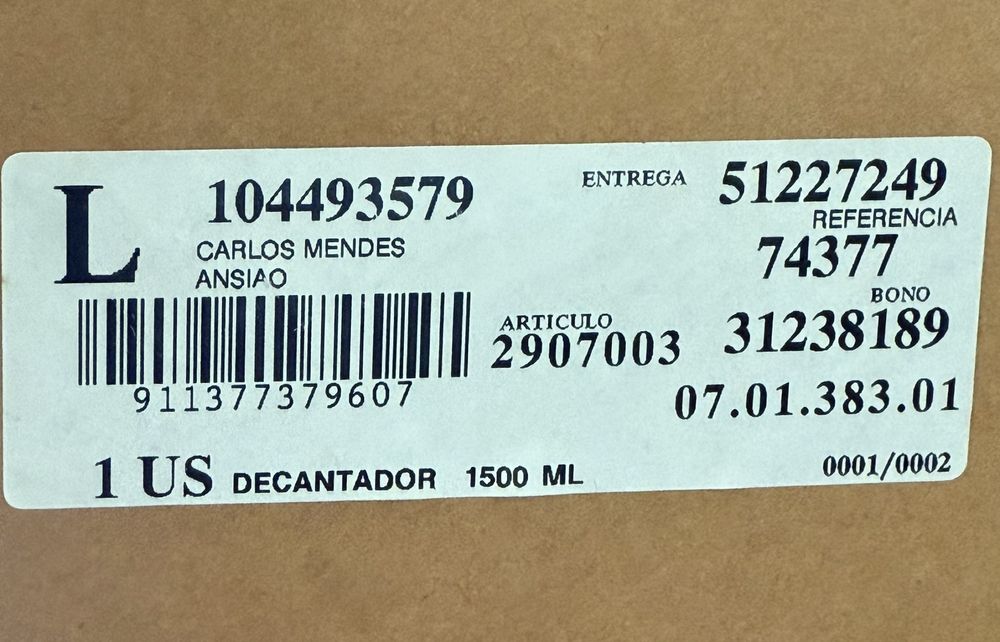 L 104493579 ENTREGA 51227249
CARLOS MENDES REFERENCIA
ANSIAO 74377
BONO
ARTICULO 31238189
2907003
911377379607 07.01.383.01
1 US DECANTADOR 1500 ML 0001/0002